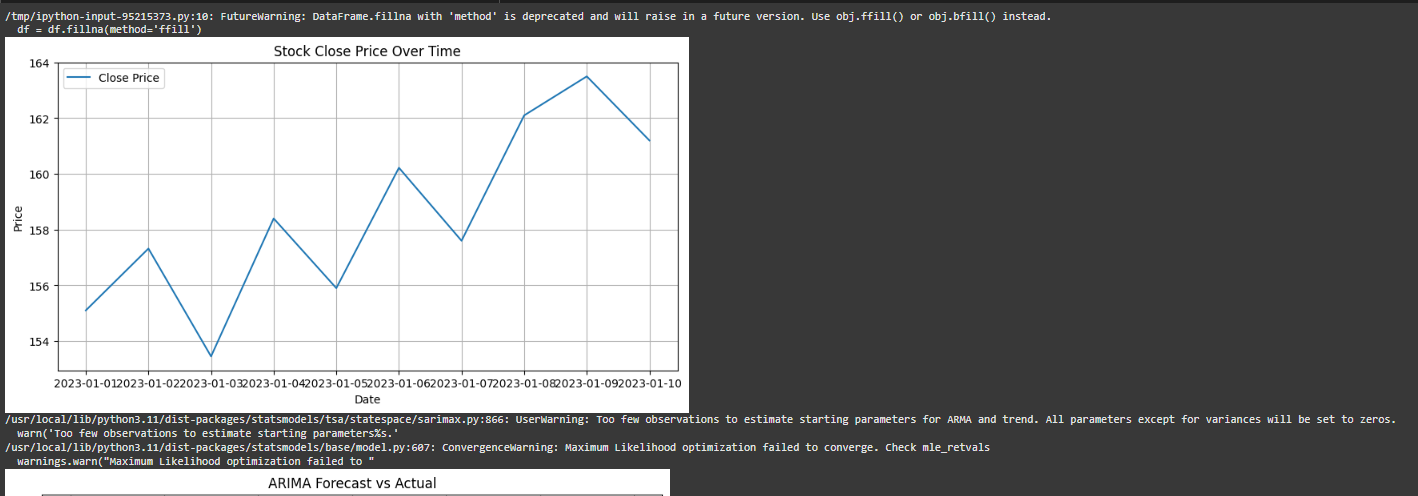 /tmp/ipython-input-95215373.py:10: FutureWarning: DataFrame.fillna with 'method' is deprecated and will raise in a future version. Use obj.ffill() or obj.bfill() instead.
df = df.fillna(method='ffill')
Stock Close Price Over Time
Close Price
164
162
160
158
156
154
Price
2023-01-01 2023-01-02 2023-01-03 2023-01-04 2023-01-05 2023-01-06 2023-01-07 2023-01-08 2023-01-09 2023-01-10
Date
/usr/local/lib/python3.11/dist-packages/statsmodels/tsa/statespace/sarimax.py:866: UserWarning: Too few observations to estimate starting parameters for ARMA and trend. All parameters except for variances will be set to zeros.
warn('Too few observations to estimate starting parameters%s.'
/usr/local/lib/python3.11/dist-packages/statsmodels/base/model.py:607: ConvergenceWarning: Maximum Likelihood optimization failed to converge. Check mle_retvals
warnings.warn("Maximum Likelihood optimization failed to "
ARIMA Forecast vs Actual